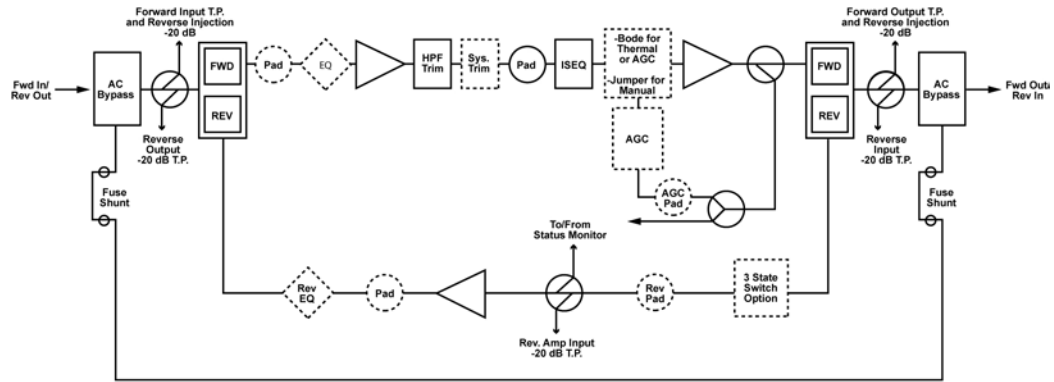 Forward Input T.P.
and Reverse Injection
-20 dB
Forward Output T.P.
and Reverse Injection
-20 dB
Fwd In/
Rev Out
AC
Bypass
FWD
REV
Pad
EQ
HPF
Trim
Sys.
Trim
Pad
ISEQ
-Bode for
Thermal
or AGC
-Jumper for
Manual
FWD
REV
AC
Bypass
Fwd Out/
Rev In
Reverse
Output
-20 dB T.P.
AGC
Reverse
Input
-20 dB T.P.
Fuse
Shunt
AGC
Pad
Fuse
Shunt
To/From
Status Monitor
Rev
EQ
Pad
Rev
Pad
3 State
Switch
Option
Rev. Amp Input
-20 dB T.P.